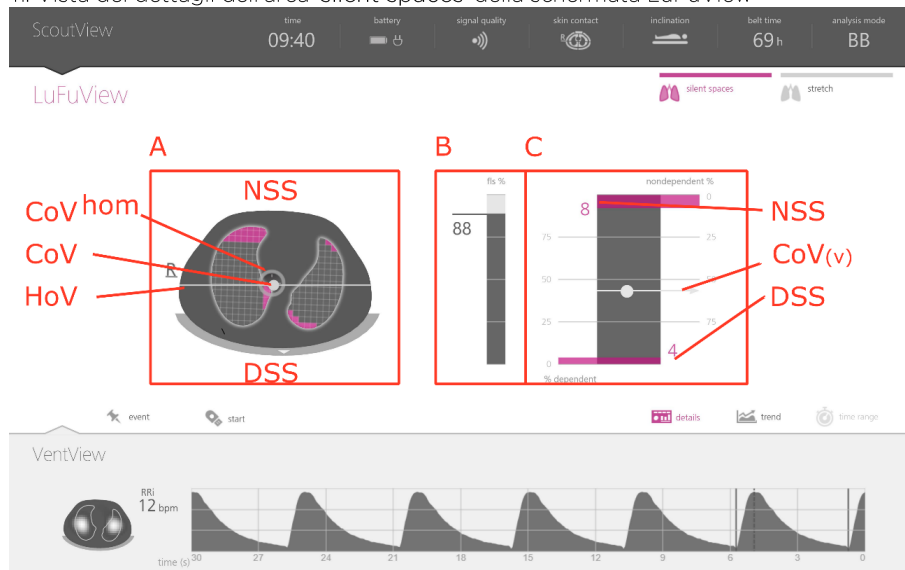 ScoutView
time
09:40
battery
signal quality
skin contact
R
inclination
belt time
69 h
analysis mode
BB
LuFuView
silent spaces
stretch
A
B
C
NSS
CoV hom
CoV
HoV
R
DSS
fls %
88
nondependent %
8
0
75
25
50
25
75
4
0
% dependent
NSS
CoV(v)
DSS
event
start
details
trend
time range
VentView
RRi
12 bpm
time (s) 30 27 24 21 18 15 12 9 6 3 0